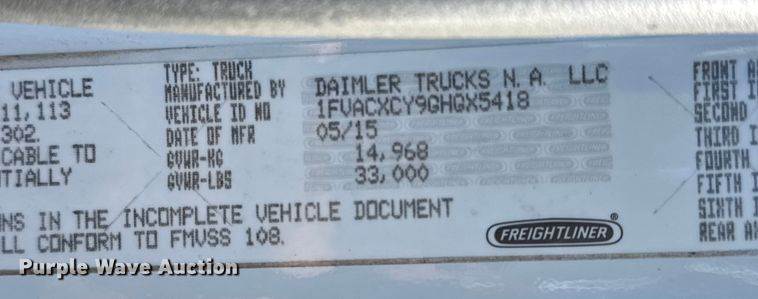 VEHICLE
11, 113
302.
CABLE TO
TIALLY
TYPE: TRUCK
MANUFACTURED BY DAIMLER TRUCKS N. A. LLC
VEHICLE ID NO 1FVACXCY9GHGX5418
DATE OF MFR 05/15
GVWR-KG 14,968
GVWR-LBS 33,000
NS IN THE INCOMPLETE VEHICLE DOCUMENT
LL CONFORM TO FMVSS 108.
FREIGHTLINER®
FRONT A
FIRST I
SECOND
THIRD I
FOURTH
FIFTH I
SIXTH I
REAR A
Purple Wave Auction